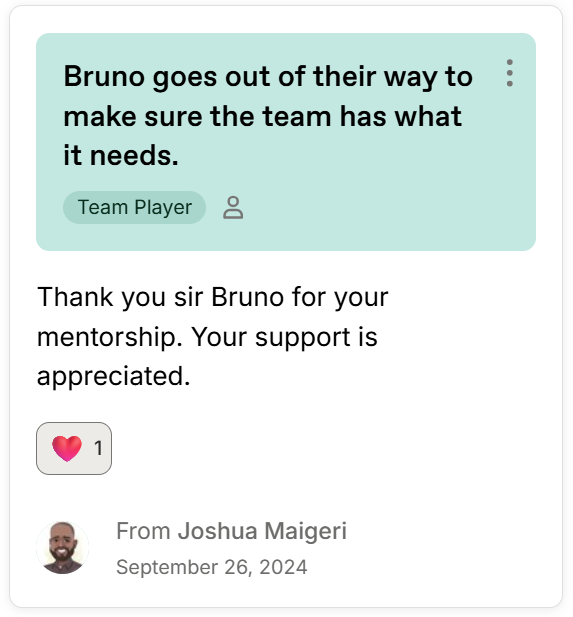 Bruno goes out of their way to
make sure the team has what
it needs.
Team Player
Thank you sir Bruno for your
mentorship. Your support is
appreciated.
1
From Joshua Maigeri
September 26, 2024